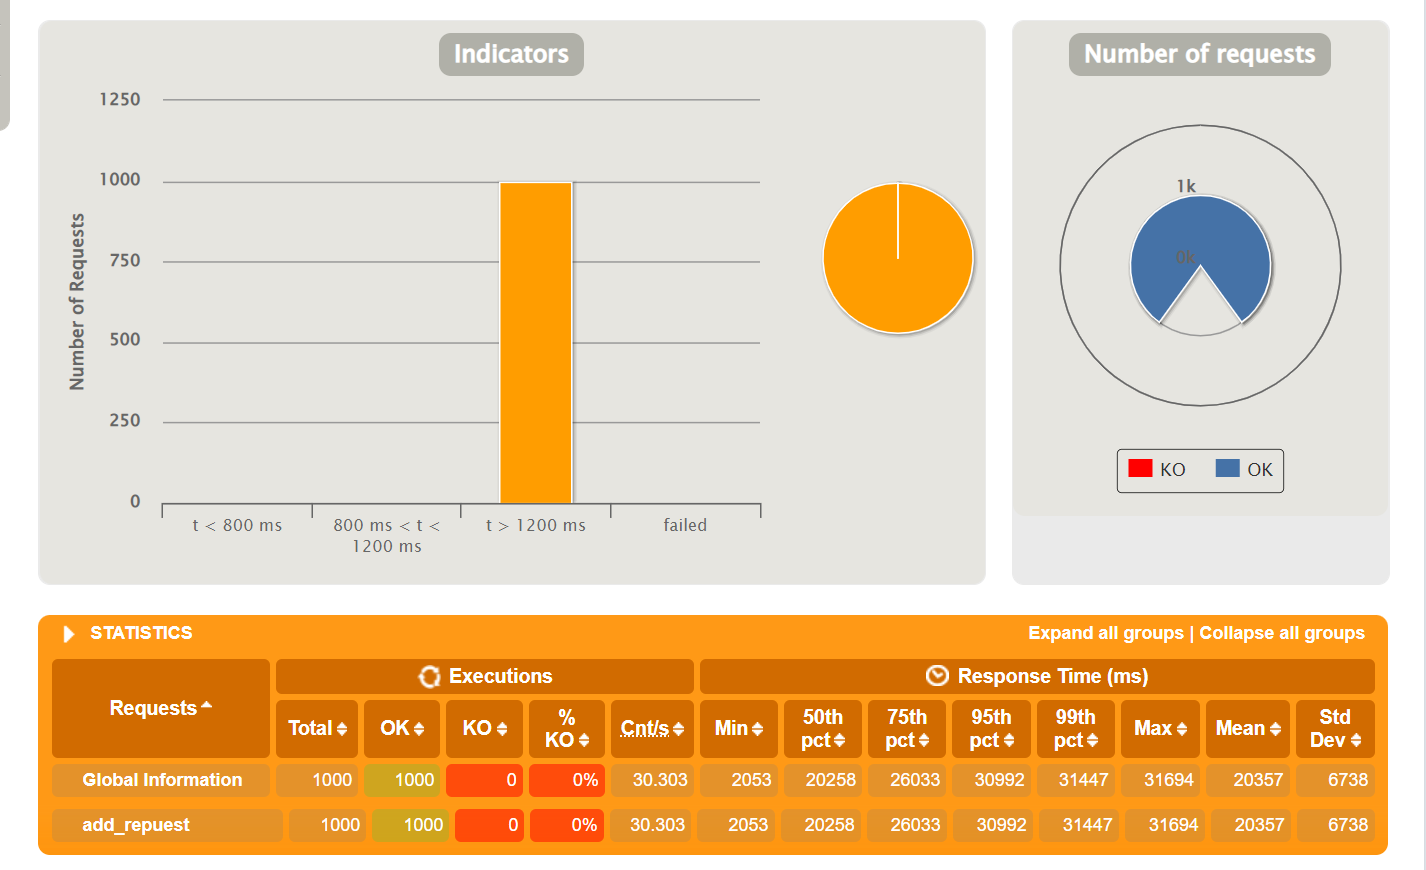 Indicators
1250
1000
750
500
250
0
Number of Requests
t < 800 ms
800 ms < t <
1200 ms
t > 1200 ms
failed
Number of requests
1k
0k
KO
OK
STATISTICS
Expand all groups | Collapse all groups
Requests
Executions
Response Time (ms)
Total
OK
KO
%
KO
Cnt/s
Min
50th
pct
75th
pct
95th
pct
99th
pct
Max
Mean
Std
Dev
Global Information 1000 1000 0 0% 30.303 2053 20258 26033 30992 31447 31694 20357 6738
add_repuest 1000 1000 0 0% 30.303 2053 20258 26033 30992 31447 31694 20357 6738